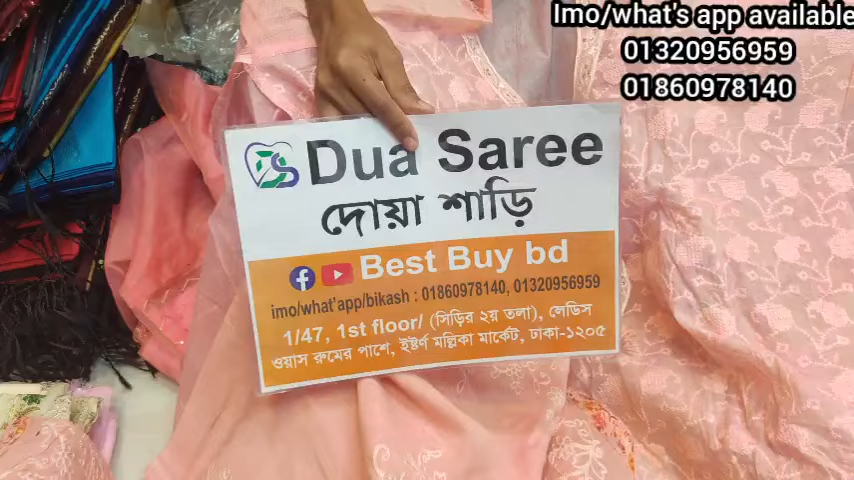 Imo/what's app available
01320956959
01860978140
Dua Saree
দোয়া শাড়ি
Best Buy bd
imo/what'app/bikash : 01860978140, 01320956959
1/47, 1st floor/ (সিড়ির ২য় তলা), লেডিস
ওয়াস রুমের পাশে, ইষ্টার্ণ মল্লিকা মার্কেট, ঢাকা-১২০৫